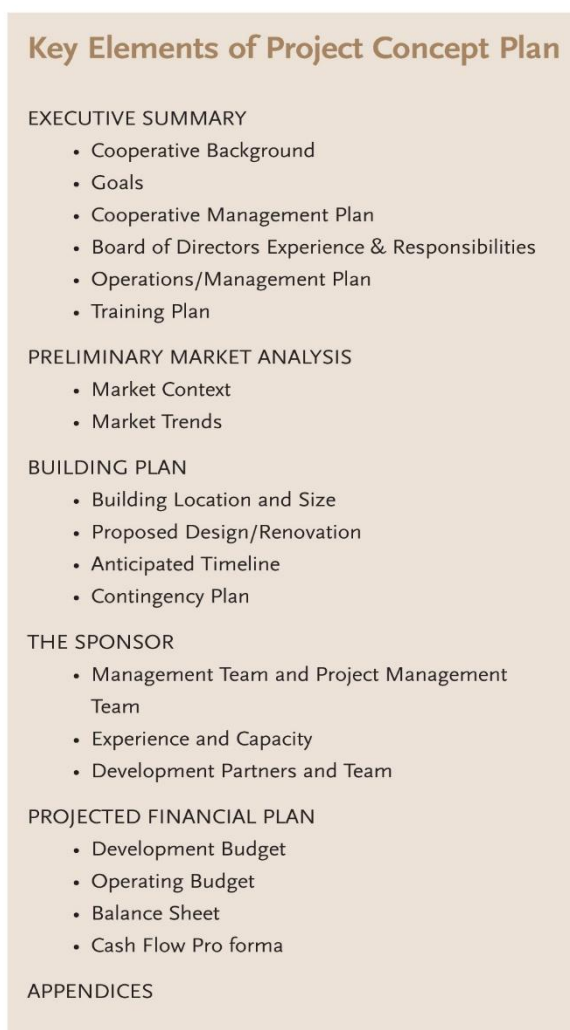 Key Elements of Project Concept Plan
EXECUTIVE SUMMARY
• Cooperative Background
• Goals
• Cooperative Management Plan
• Board of Directors Experience & Responsibilities
• Operations/Management Plan
• Training Plan
PRELIMINARY MARKET ANALYSIS
• Market Context
• Market Trends
BUILDING PLAN
• Building Location and Size
• Proposed Design/Renovation
• Anticipated Timeline
• Contingency Plan
THE SPONSOR
• Management Team and Project Management
Team
• Experience and Capacity
• Development Partners and Team
PROJECTED FINANCIAL PLAN
• Development Budget
• Operating Budget
• Balance Sheet
• Cash Flow Pro forma
APPENDICES